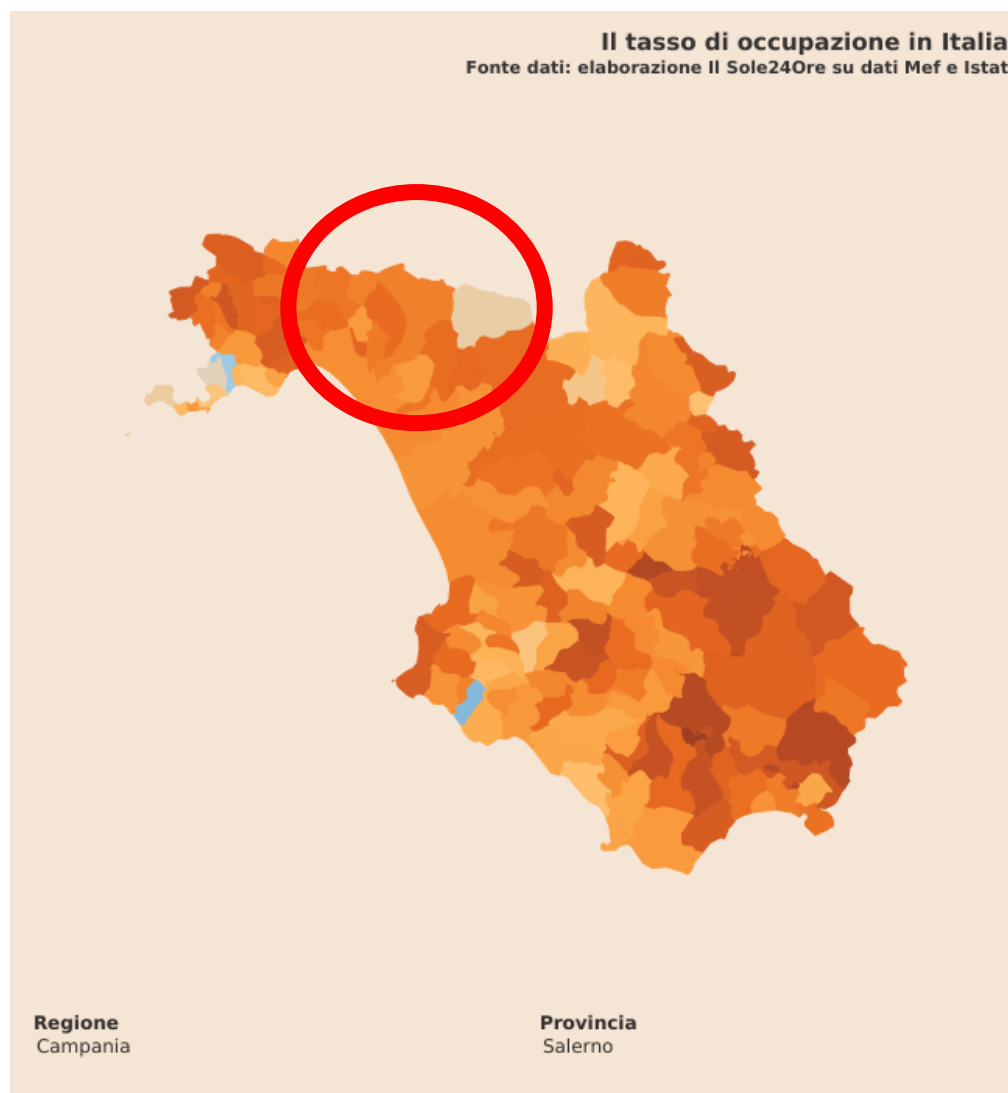 Il tasso di occupazione in Italia
Fonte dati: elaborazione Il Sole24Ore su dati Mef e Istat
Regione
Campania
Provincia
Salerno